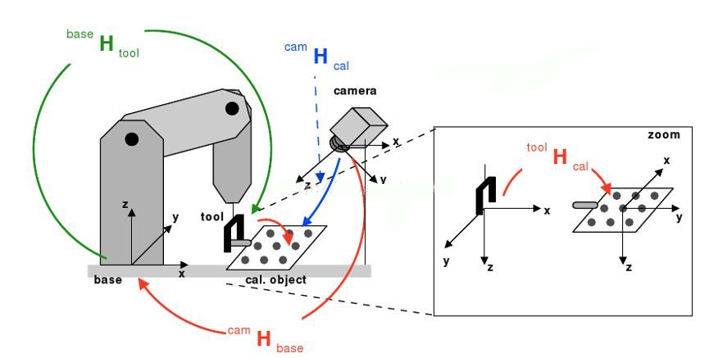 base H tool
cam H cal
camera
x
z
y
z
y
tool
x
base
cal. object
cam H base
zoom
tool H cal
x
x
y
y
z
z